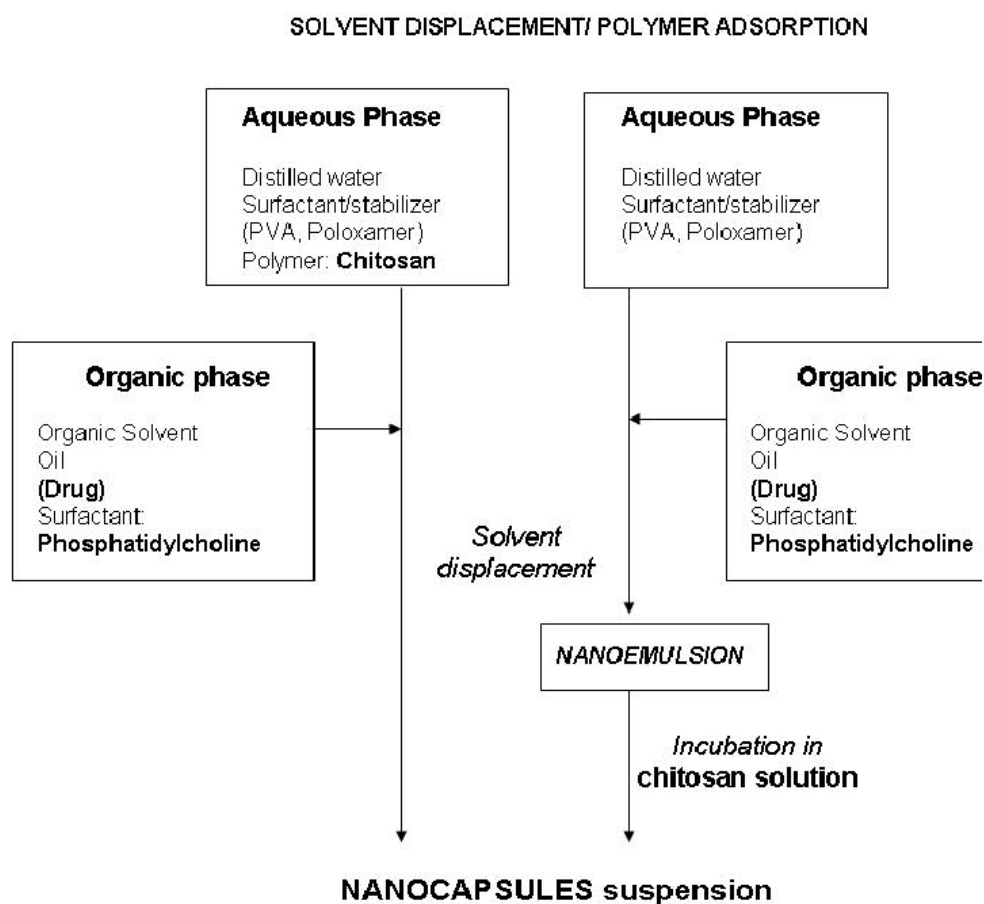 SOLVENT DISPLACEMENT/ POLYMER ADSORPTION
Aqueous Phase
Distilled water
Surfactant/stabilizer
(PVA, Poloxamer)
Polymer: Chitosan
Aqueous Phase
Distilled water
Surfactant/stabilizer
(PVA, Poloxamer)
Organic phase
Organic Solvent
Oil
(Drug)
Surfactant:
Phosphatidylcholine
Organic phase
Organic Solvent
Oil
(Drug)
Surfactant:
Phosphatidylcholine
Solvent
displacement
NANOEMULSION
Incubation in
chitosan solution
NANOCAPSULES suspension